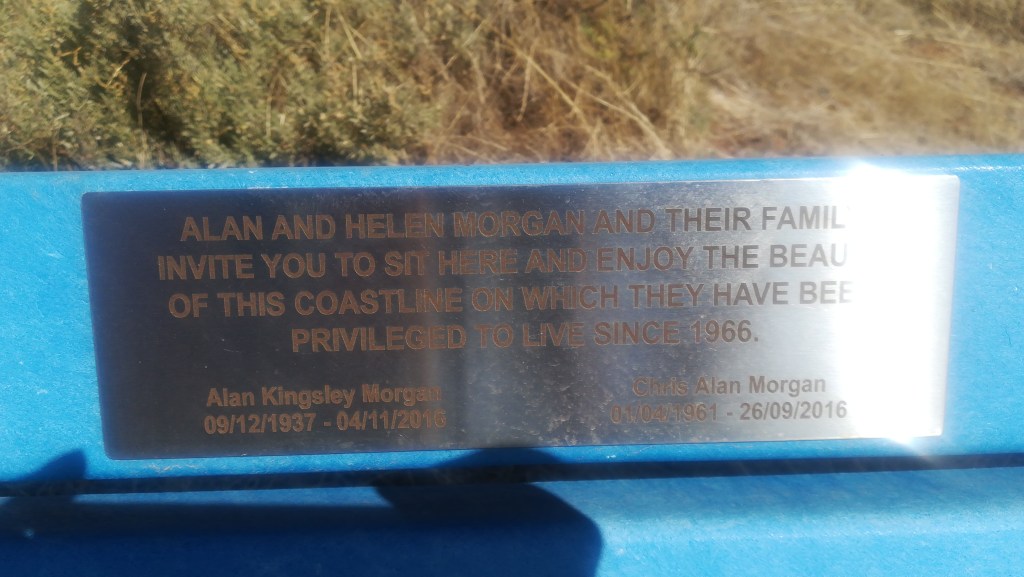 ALAN AND HELEN MORGAN AND THEIR FAMIL
INVITE YOU TO SIT HERE AND ENJOY THE BEAU
OF THIS COASTLINE ON WHICH THEY HAVE BEE
PRIVILEGED TO LIVE SINCE 1966.
Alan Kingsley Morgan
09/12/1937 - 04/11/2016
Chris Alan Morgan
01/04/1961 - 26/09/2016